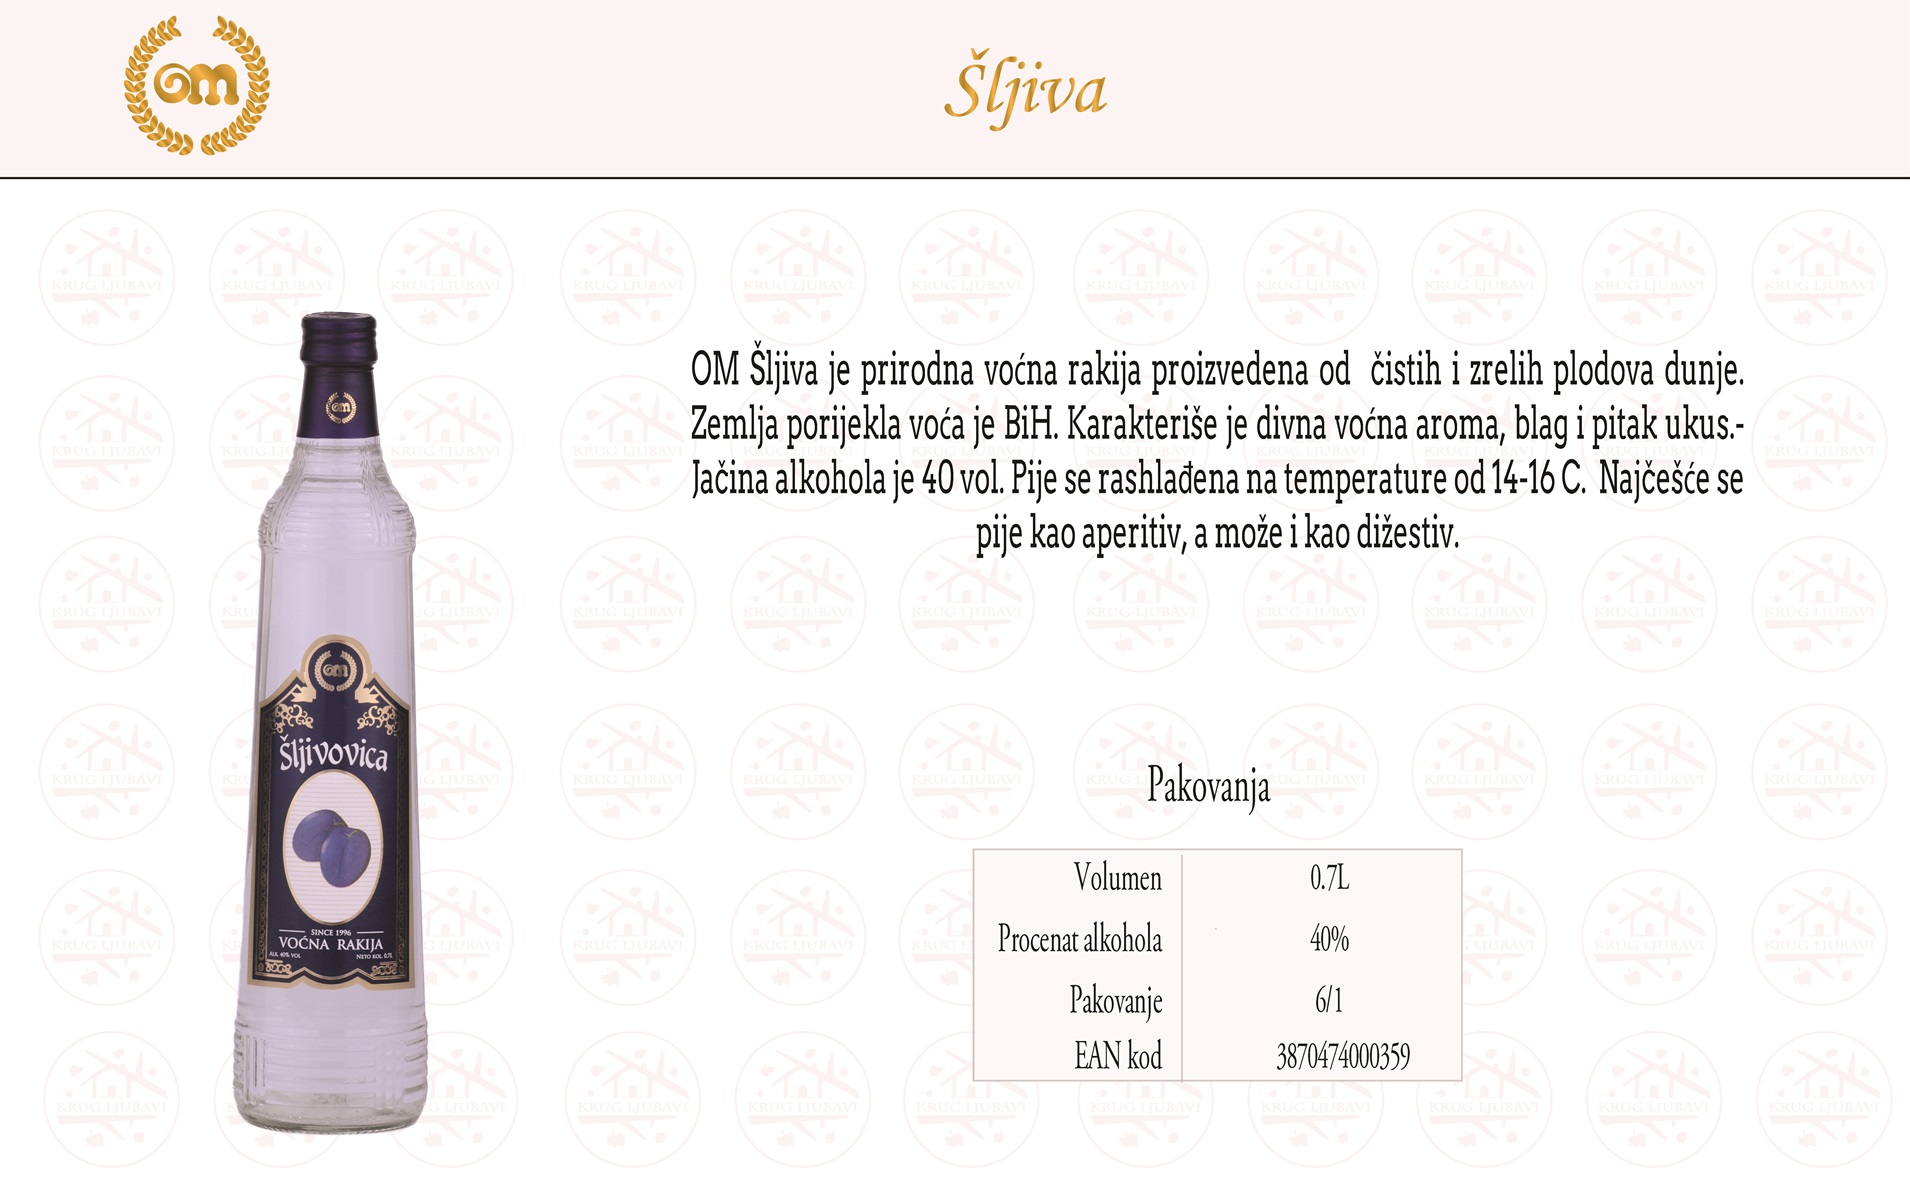 om
Šljiva
OM Šljiva je prirodna voćna rakija proizvedena od čistih i zrelih plodova dunje.
Zemlja porijekla voća je BiH. Karakteriše je divna voćna aroma, blag i pitak ukus.-
Jačina alkohola je 40 vol. Pije se rashlađena na temperature od 14-16 C. Najčešće se
pije kao aperitiv, a može i kao dižestiv.
om
om
Šljivovica
SINCE 1996
VOĆNA RAKIJA
ALK. 40% VOL NETO KOL. 0,7L
Pakovanja
Volumen 0.7L
Procenat alkohola 40%
Pakovanje 6/1
EAN kod 3870474000359
KRUG LJUBAVI